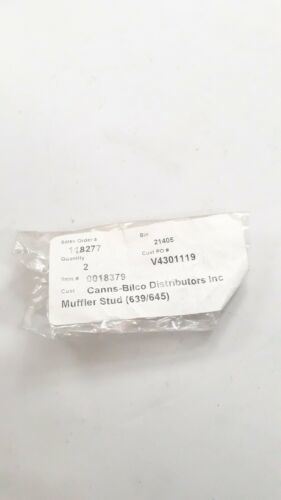 Sales Order # Bin
118277 21405
Quantity Cust PO #
2 V4301119
Item # 0018379
Cust Canns-Bilco Distributors Inc
Muffler Stud (639/645)